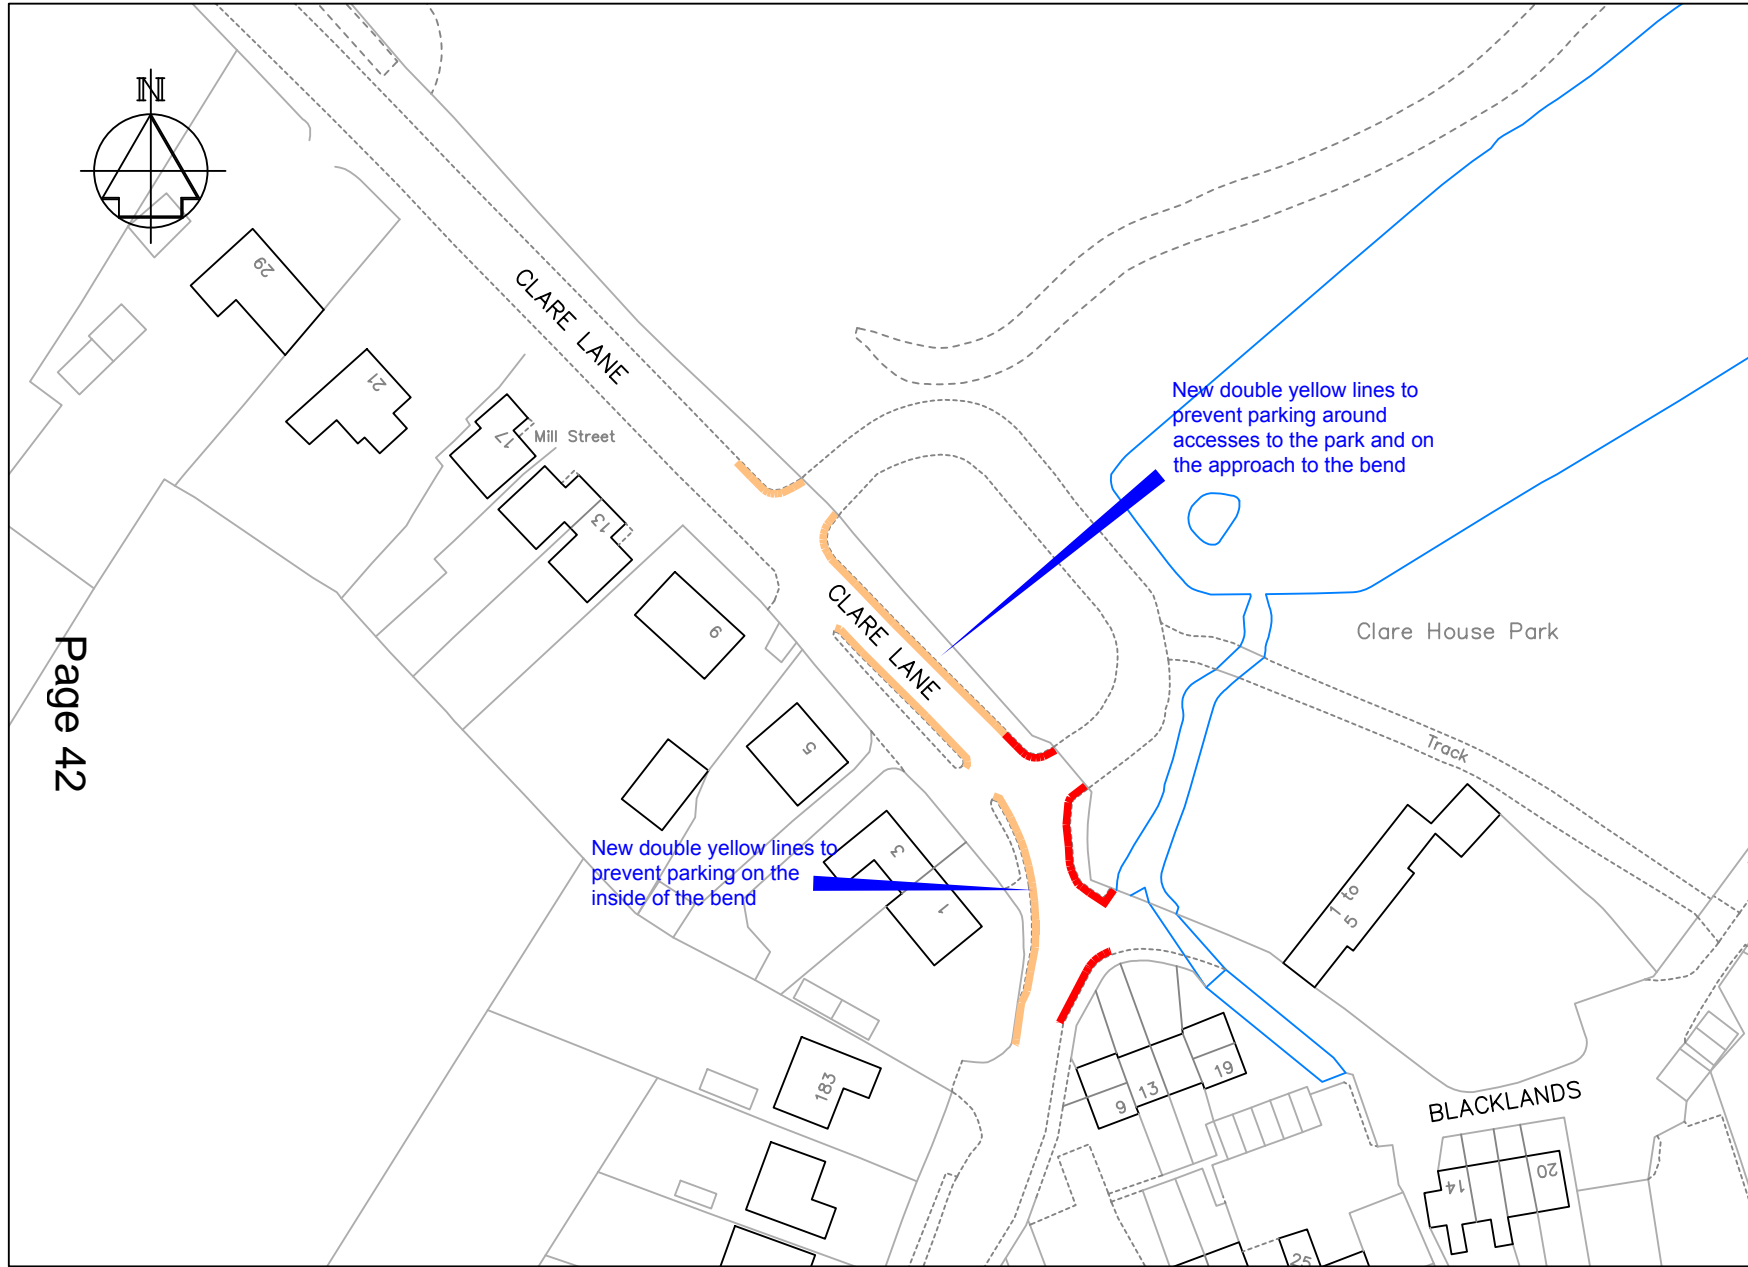 N
29
21
17
Mill Street
13
9
5
3
1
CLARE LANE
CLARE LANE
New double yellow lines to
prevent parking around
accesses to the park and on
the approach to the bend
Clare House Park
Track
Page 42
New double yellow lines to
prevent parking on the
inside of the bend
1 to
5
183
9
13
19
BLACKLANDS
14
20
25